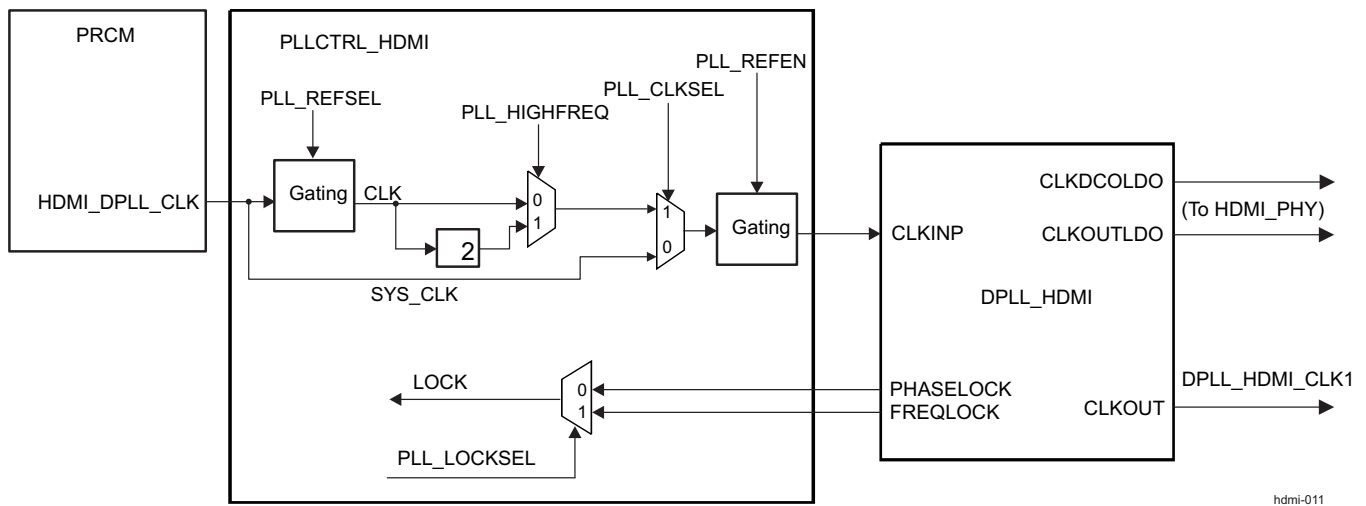 PRCM
PLLCTRL_HDMI
PLL_REFEN
PLL_CLKSEL
PLL_REFSEL
PLL_HIGHFREQ
HDMI_DPLL_CLK
Gating
CLK
0
1
2
1
0
Gating
SYS_CLK
CLKINP
CLKDCOLDO
(To HDMI_PHY)
CLKOUTLDO
DPLL_HDMI
LOCK
0
1
PHASELOCK
FREQLOCK
PLL_LOCKSEL
CLKOUT
DPLL_HDMI_CLK1
hdmi-011